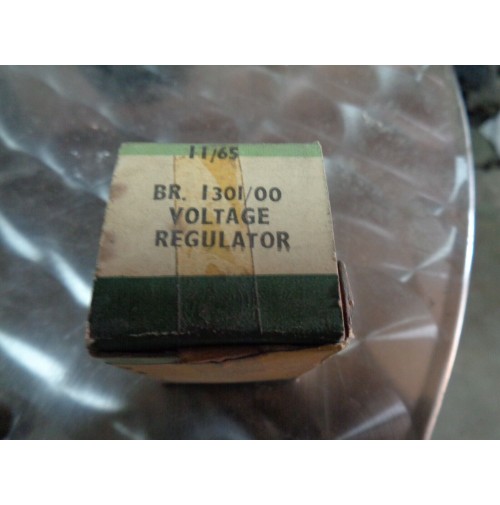 11/65
BR. 1301/00
VOLTAGE
REGULATOR